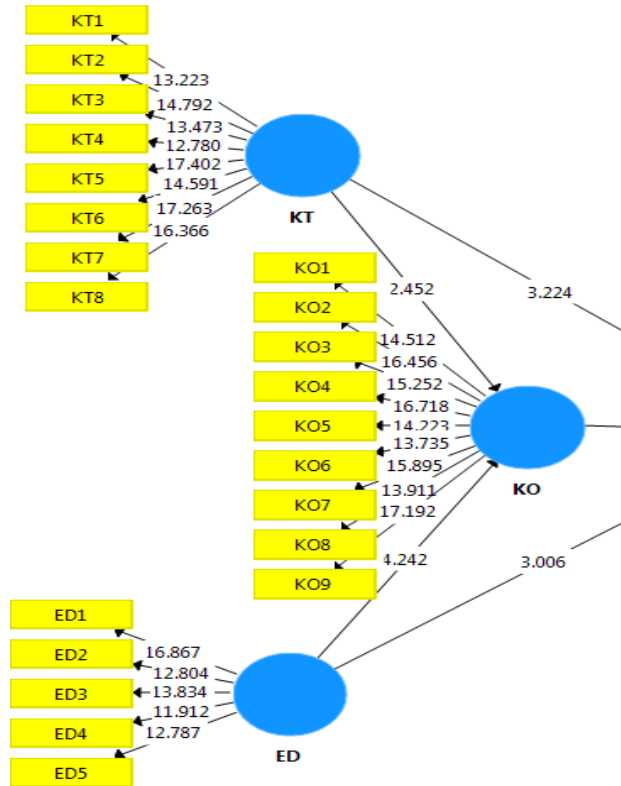 KT1
KT2
KT3
KT4
KT5
KT6
KT7
KT8
13.223
14.792
13.473
12.780
17.402
14.591
17.263
16.366
KT
2.452
3.224
KO1
KO2
KO3
KO4
KO5
KO6
KO7
KO8
KO9
14.512
16.456
15.252
16.718
14.223
13.735
15.895
13.911
17.192
KO
4.242
3.006
ED1
ED2
ED3
ED4
ED5
16.867
12.804
13.834
11.912
12.787
ED